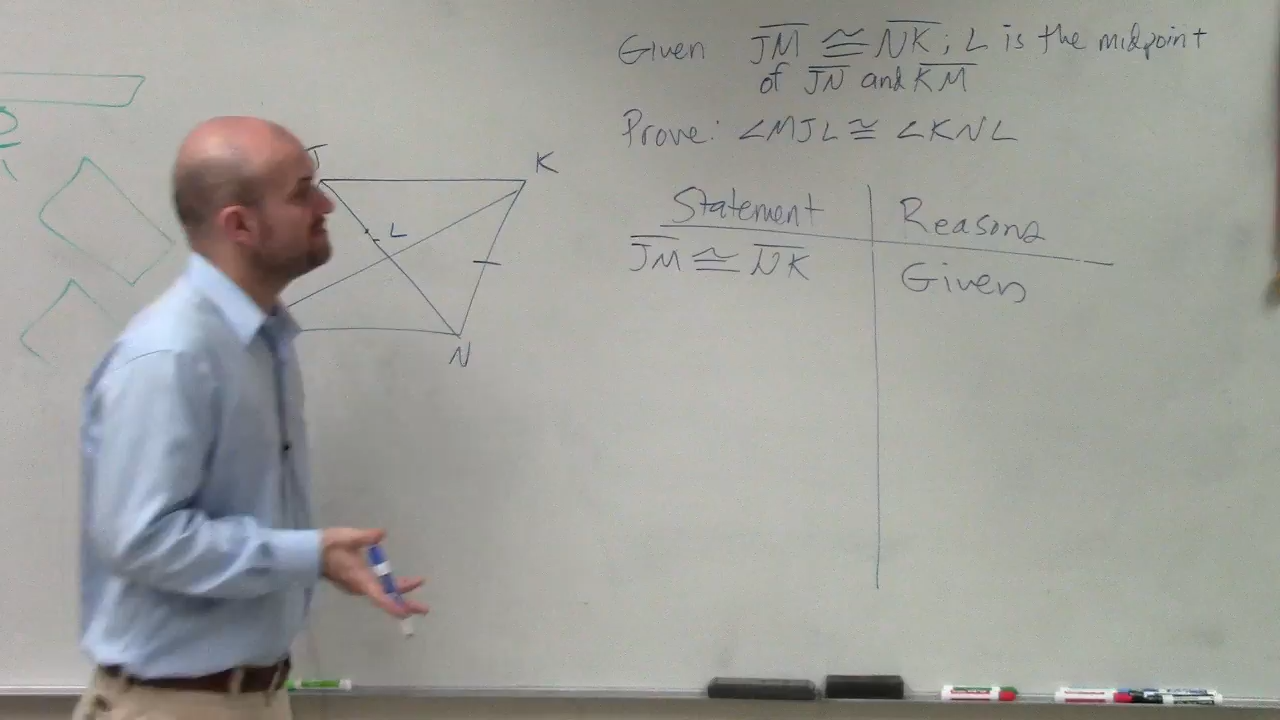 Given JM ≅ NK; L is the midpoint
of JN and KM
Prove: ∠MJL ≅ ∠KNL
J
K
L
N
Statement Reasons
JM ≅ NK Given